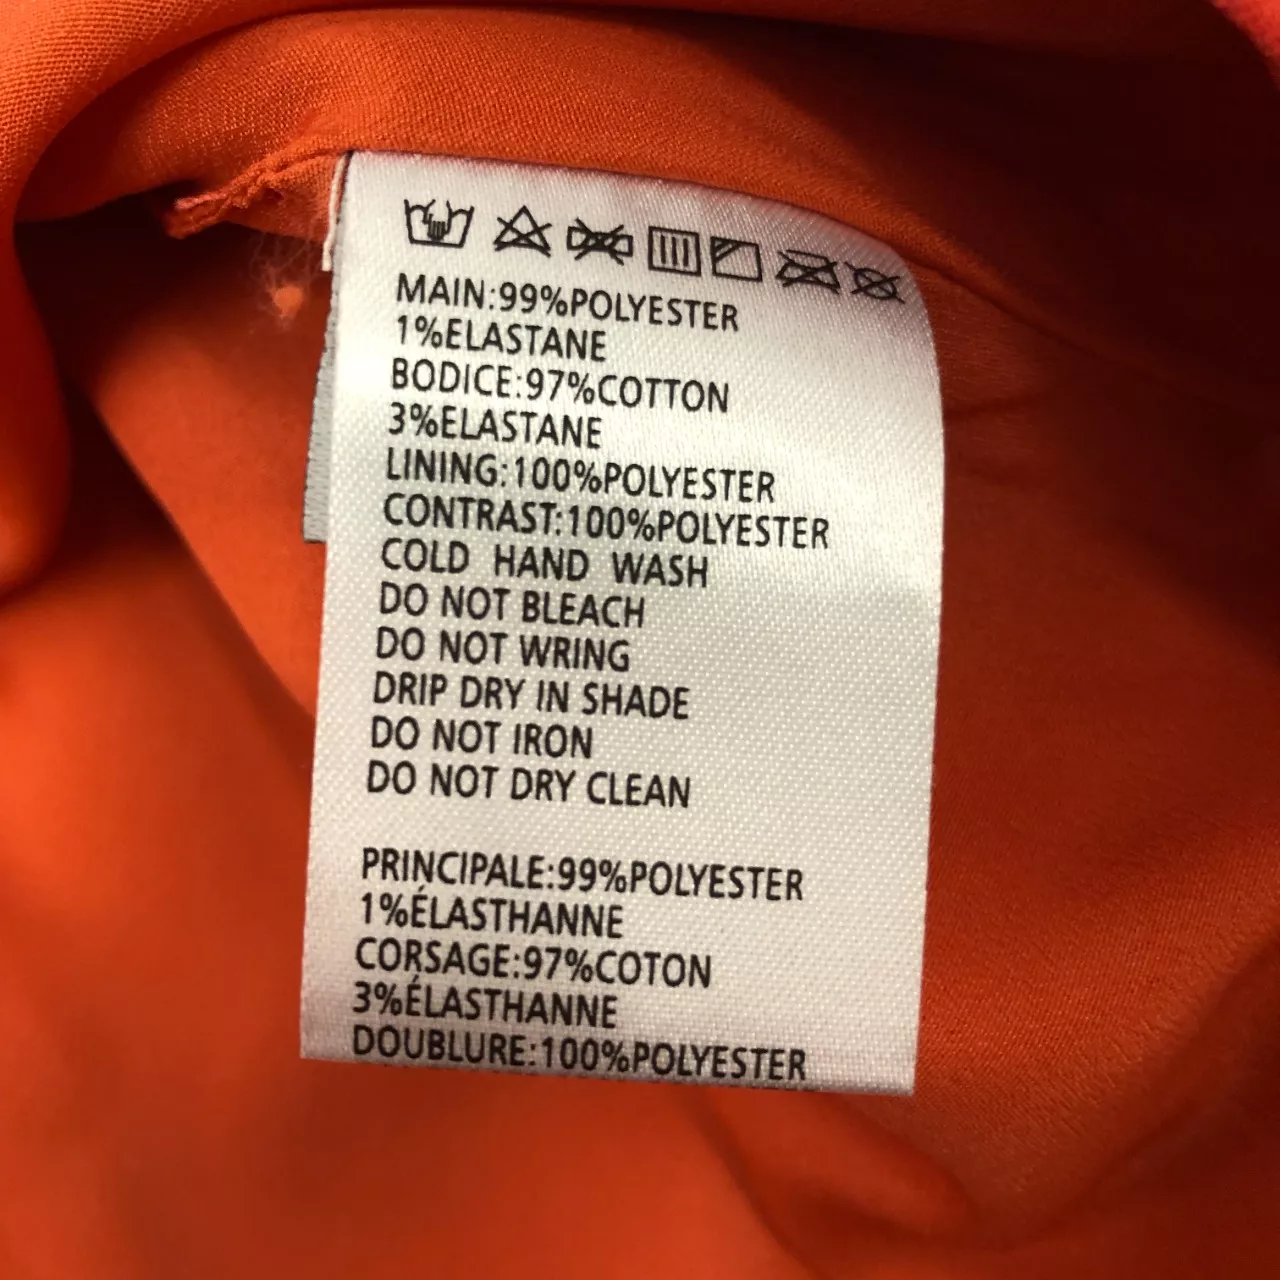 MAIN:99%POLYESTER
1%ELASTANE
BODICE:97%COTTON
3%ELASTANE
LINING:100%POLYESTER
CONTRAST:100%POLYESTER
COLD HAND WASH
DO NOT BLEACH
DO NOT WRING
DRIP DRY IN SHADE
DO NOT IRON
DO NOT DRY CLEAN
PRINCIPALE:99%POLYESTER
1%ÉLASTHANNE
CORSAGE:97%COTON
3%ÉLASTHANNE
DOUBLURE:100%POLYESTER